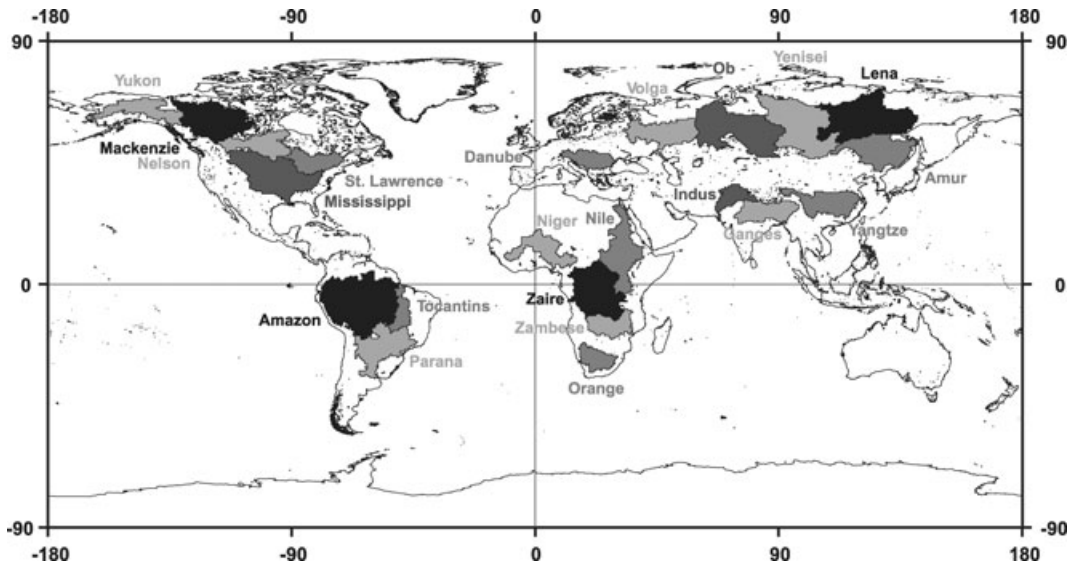 -180 -90 0 90 180
90 90
Yenisei
Ob
Lena
Yukon
Volga
Mackenzie
Nelson
Danube
St. Lawrence
Mississippi
Amur
Indus
Niger
Nile
Ganges
Yangtze
0 0
Amazon
Tocantins
Zaire
Zambese
Parana
Orange
-90 -90
-180 -90 0 90 180